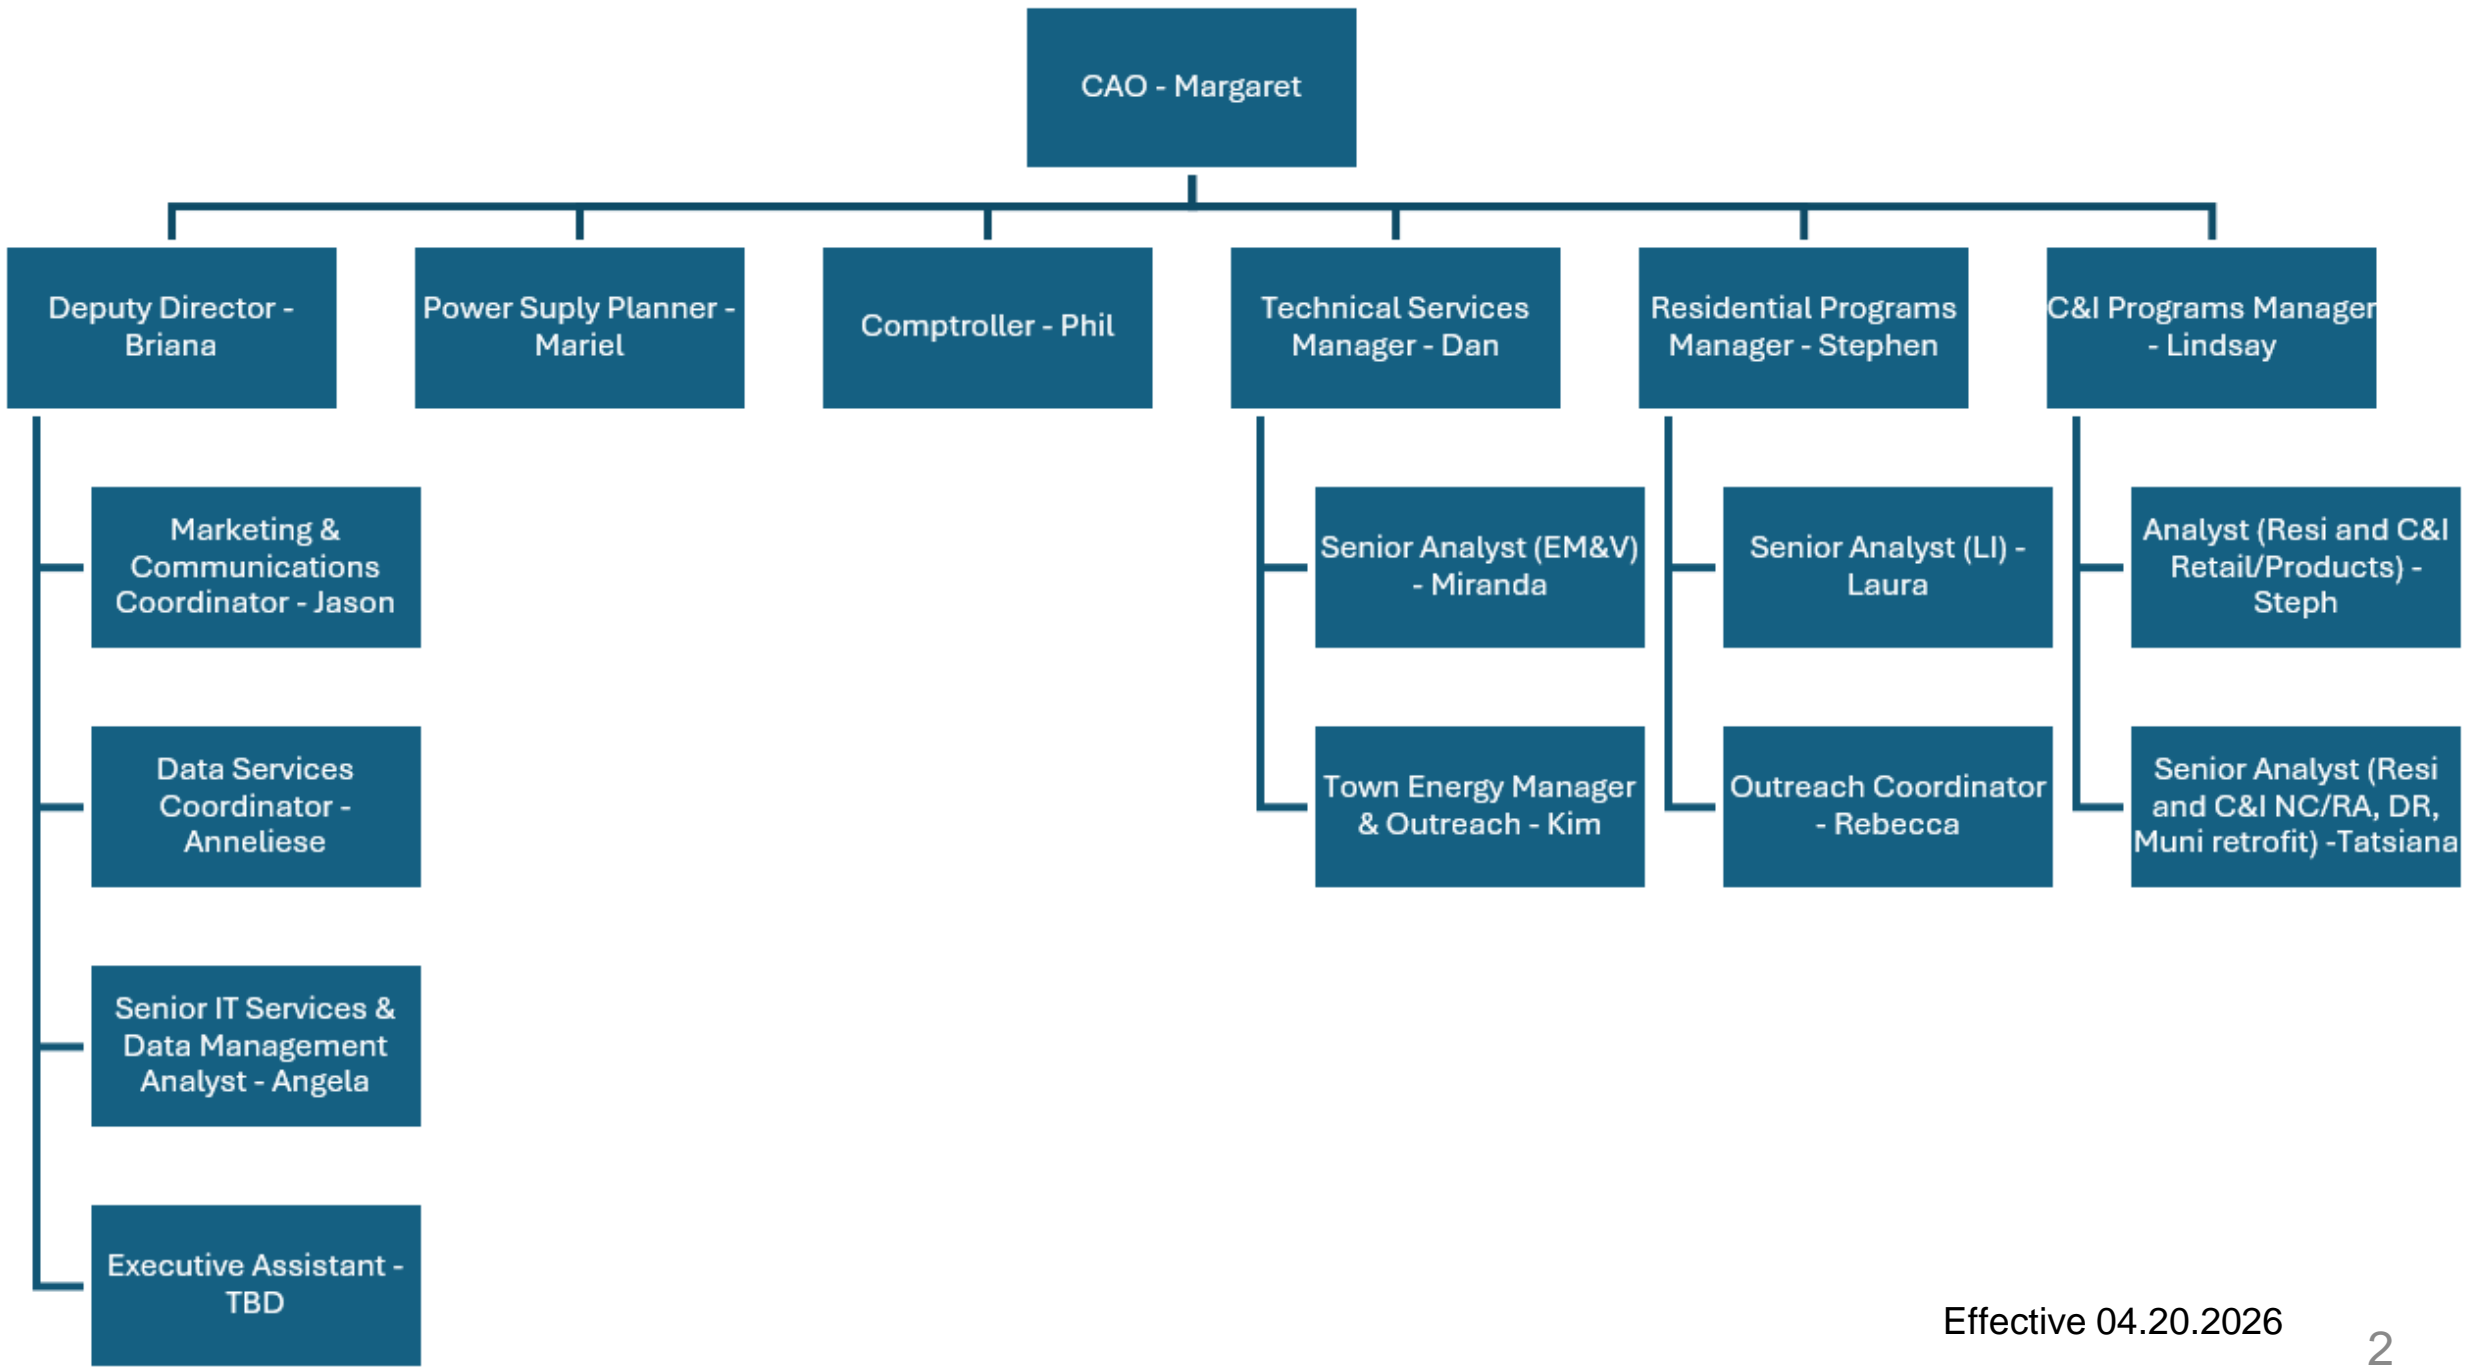 CAO - Margaret
Deputy Director -
Briana
Power Suply Planner -
Mariel
Comptroller - Phil
Technical Services
Manager - Dan
Residential Programs
Manager - Stephen
C&I Programs Manager
- Lindsay
Marketing &
Communications
Coordinator - Jason
Data Services
Coordinator -
Anneliese
Senior IT Services &
Data Management
Analyst - Angela
Executive Assistant -
TBD
Senior Analyst (EM&V)
- Miranda
Town Energy Manager
& Outreach - Kim
Senior Analyst (LI) -
Laura
Outreach Coordinator
- Rebecca
Analyst (Resi and C&I
Retail/Products) -
Steph
Senior Analyst (Resi
and C&I NC/RA, DR,
Muni retrofit) -Tatsiana
Effective 04.20.2026
2